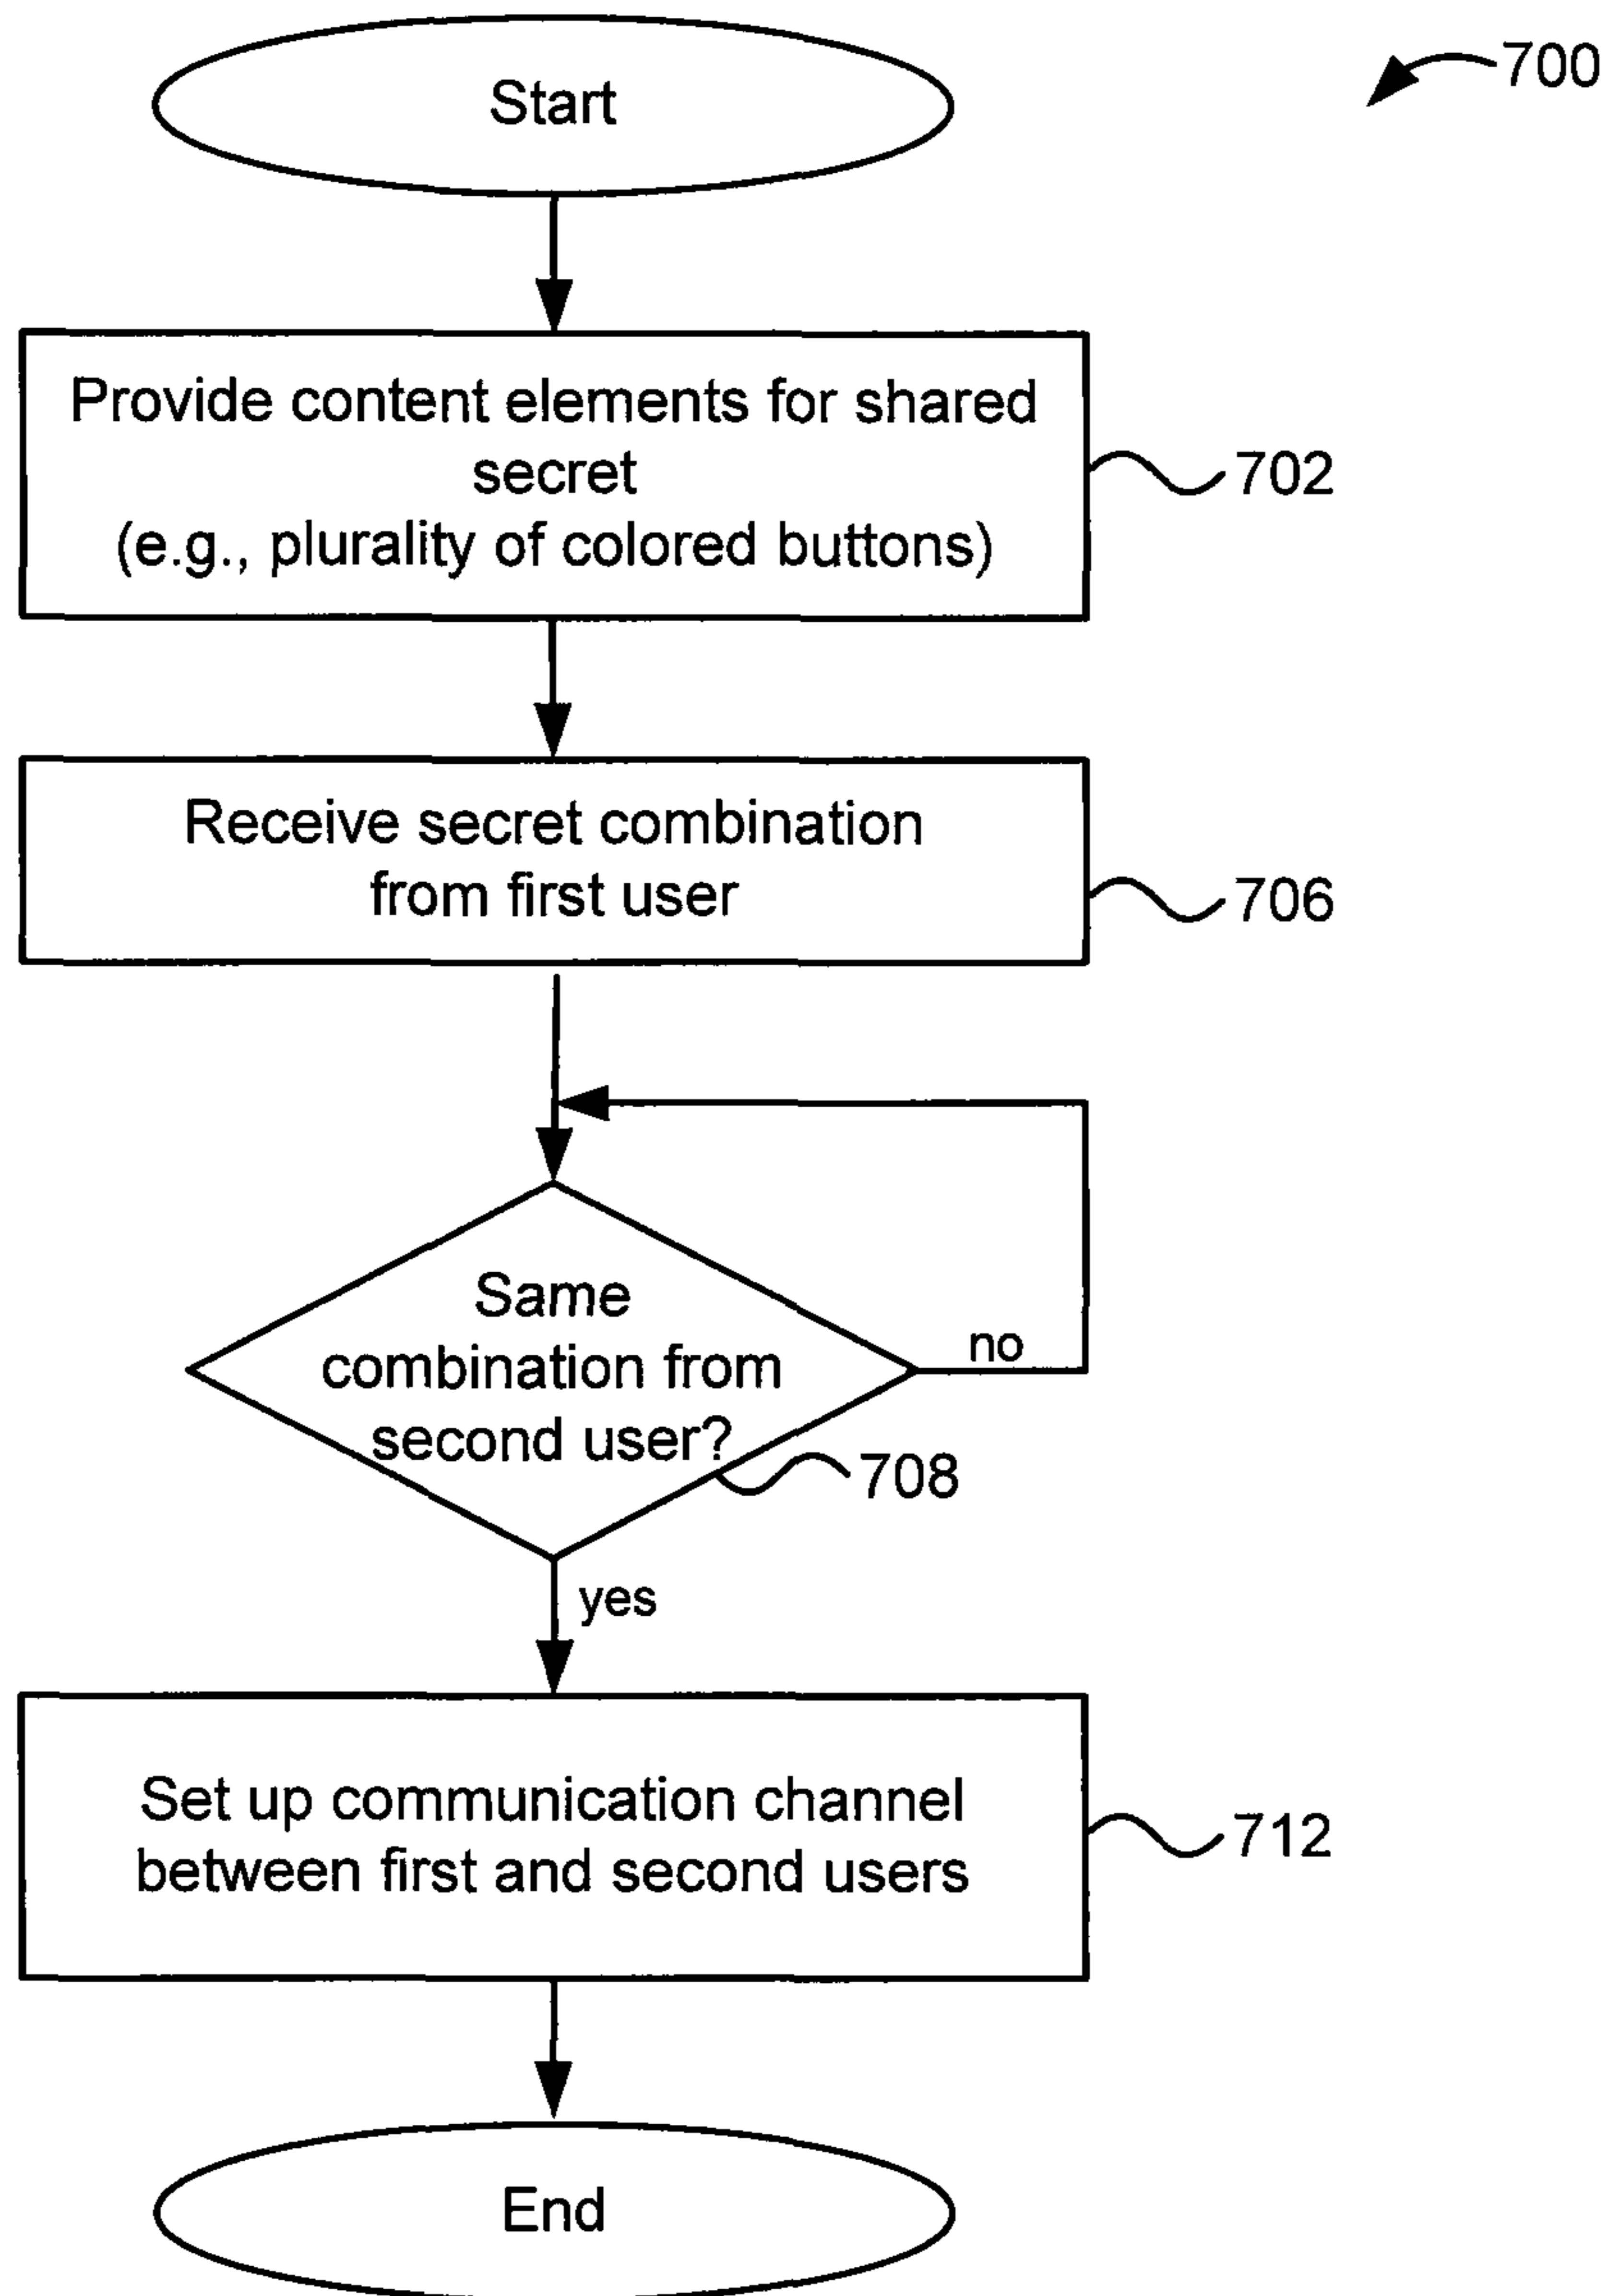 Start
700
Provide content elements for shared
secret
(e.g., plurality of colored buttons)
702
Receive secret combination
from first user
706
Same
combination from
second user?
no
708
yes
Set up communication channel
between first and second users
712
End